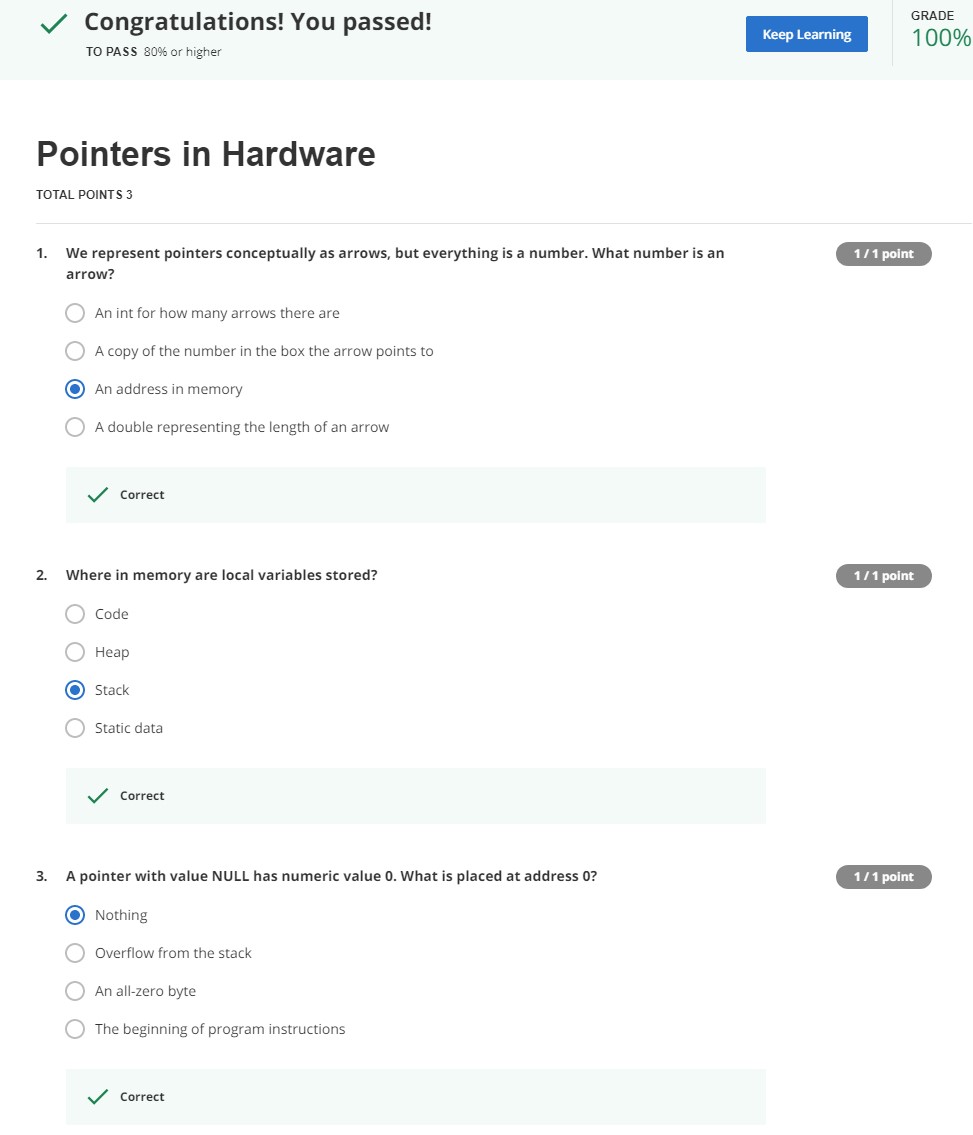 Congratulations! You passed!
TO PASS 80% or higher
Keep Learning
GRADE
100%
Pointers in Hardware
TOTAL POINTS 3
1. We represent pointers conceptually as arrows, but everything is a number. What number is an
arrow?
1 / 1 point
An int for how many arrows there are
A copy of the number in the box the arrow points to
An address in memory
A double representing the length of an arrow
Correct
2. Where in memory are local variables stored?
1 / 1 point
Code
Heap
Stack
Static data
Correct
3. A pointer with value NULL has numeric value 0. What is placed at address 0?
1 / 1 point
Nothing
Overflow from the stack
An all-zero byte
The beginning of program instructions
Correct